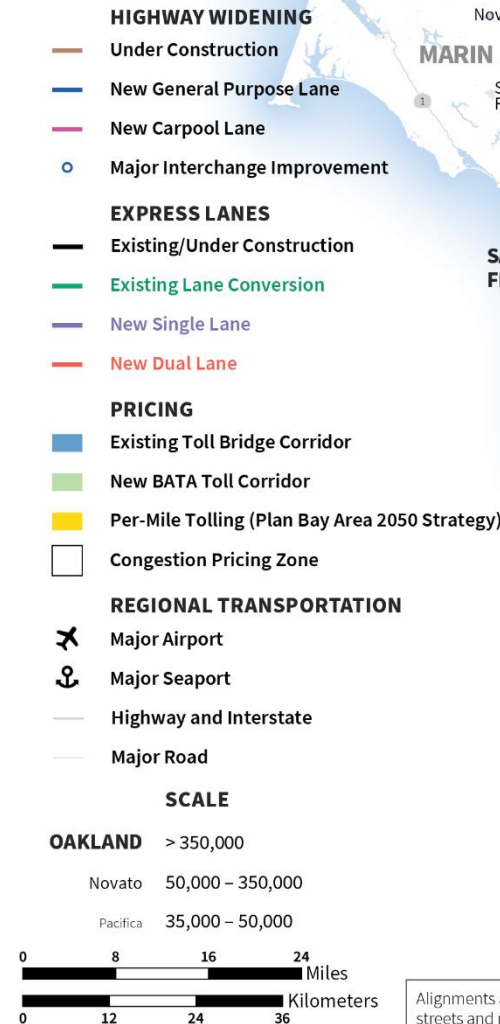 HIGHWAY WIDENING
Nov
Under Construction
MARIN
New General Purpose Lane
1
New Carpool Lane
Major Interchange Improvement
EXPRESS LANES
Existing/Under Construction
Existing Lane Conversion
New Single Lane
New Dual Lane
PRICING
Existing Toll Bridge Corridor
New BATA Toll Corridor
Per-Mile Tolling (Plan Bay Area 2050 Strategy)
Congestion Pricing Zone
REGIONAL TRANSPORTATION
Major Airport
Major Seaport
Highway and Interstate
Major Road
SCALE
OAKLAND > 350,000
Novato 50,000 – 350,000
Pacifica 35,000 – 50,000
0 8 16 24
Miles
Kilometers
0 12 24 36
Alignments
streets and